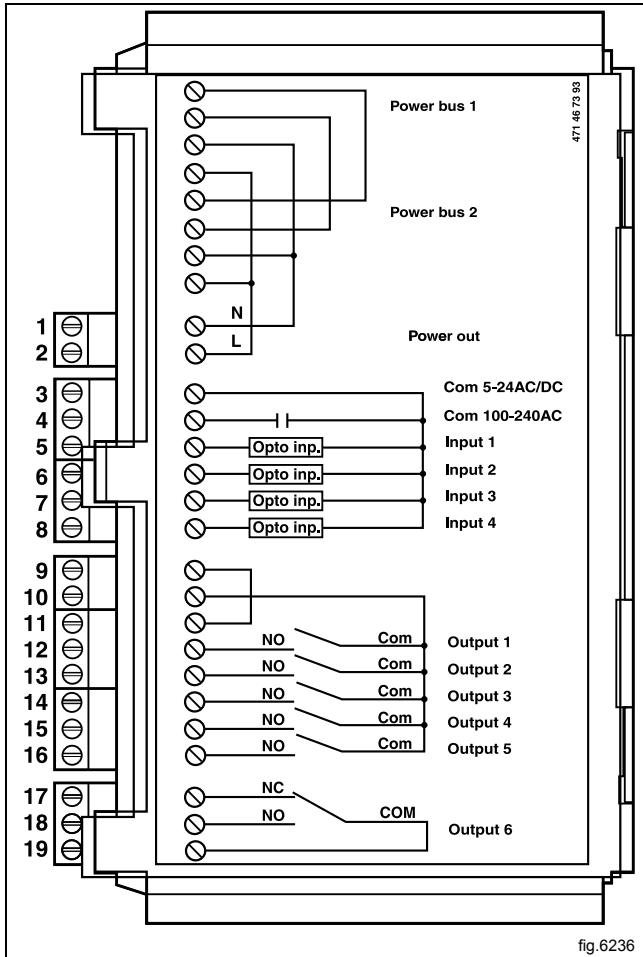 471 46 73 93
Power bus 1
Power bus 2
N
1
L
2
Power out
3
Com 5-24AC/DC
4
Com 100-240AC
5
Opto inp.
Input 1
6
Opto inp.
Input 2
7
Opto inp.
Input 3
8
Opto inp.
Input 4
9
10
11
12
NO
Com
Output 1
13
NO
Com
Output 2
14
NO
Com
Output 3
15
NO
Com
Output 4
16
NO
Com
Output 5
17
NC
18
NO
COM
Output 6
19
fig.6236